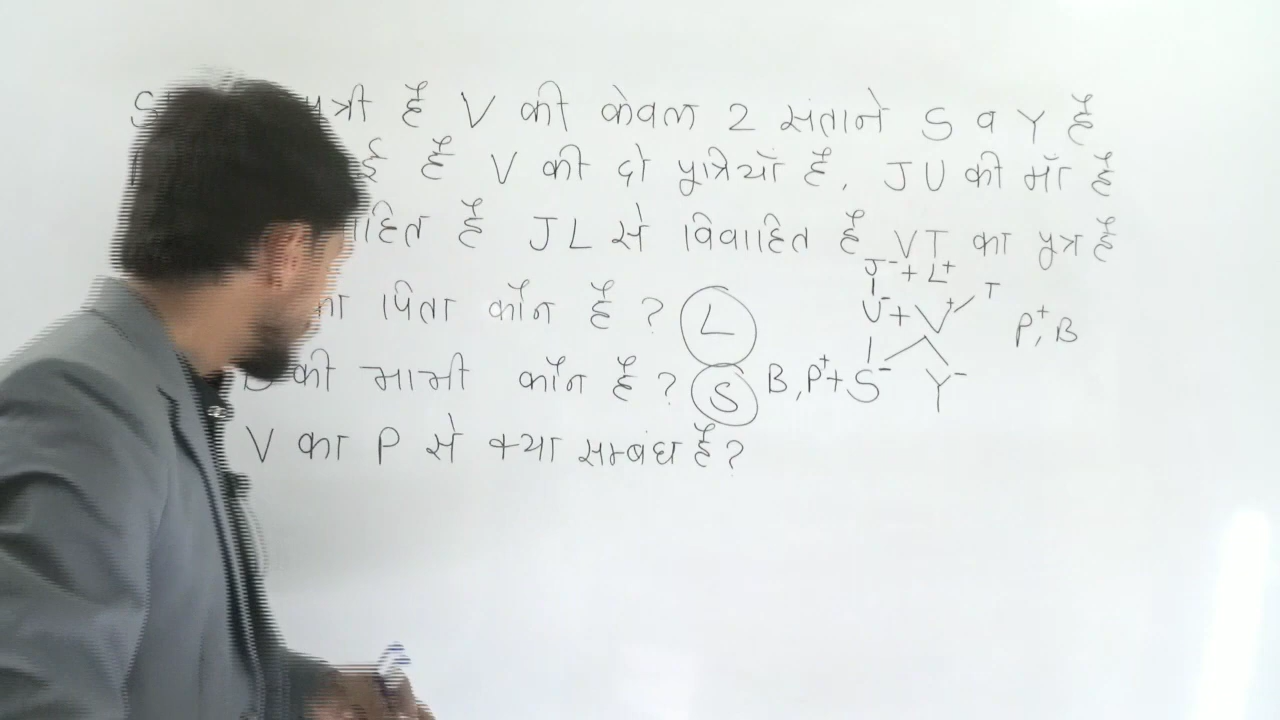 S पुत्री है V की केवल 2 संताने S व Y है
है V की दो पुत्रियाँ है, J U की माँ है
है J L से विवाहित है V T का पुत्र है
का पिता कौन है ? L
B की भाभी कौन है ? S
V का P से क्या सम्बंध है ?
J⁻ + L⁺
U⁻ + V⁺ T
P⁺, B
B, P⁺ + S⁻ Y⁻